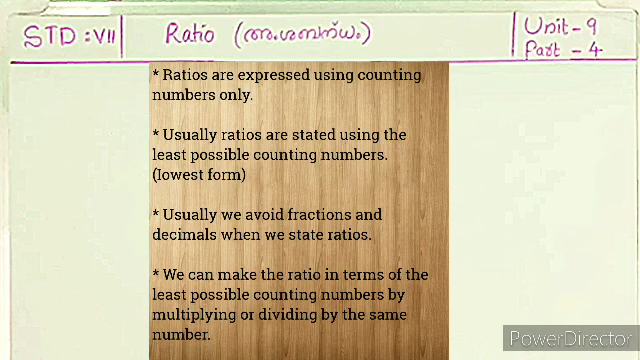 STD : VII
Ratio (അംശബന്ധം)
Unit - 9
Part - 4
* Ratios are expressed using counting
numbers only.
* Usually ratios are stated using the
least possible counting numbers.
(lowest form)
* Usually we avoid fractions and
decimals when we state ratios.
* We can make the ratio in terms of the
least possible counting numbers by
multiplying or dividing by the same
number.
PowerDirector